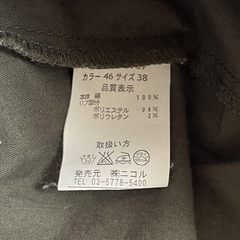 カラー 46 サイズ 38
品質表示
本体 綿 100%
リブ部分
ポリエステル 98%
ポリウレタン 2%
取扱い方
発売元 ㈱ニコル
TEL 03-5778-5400